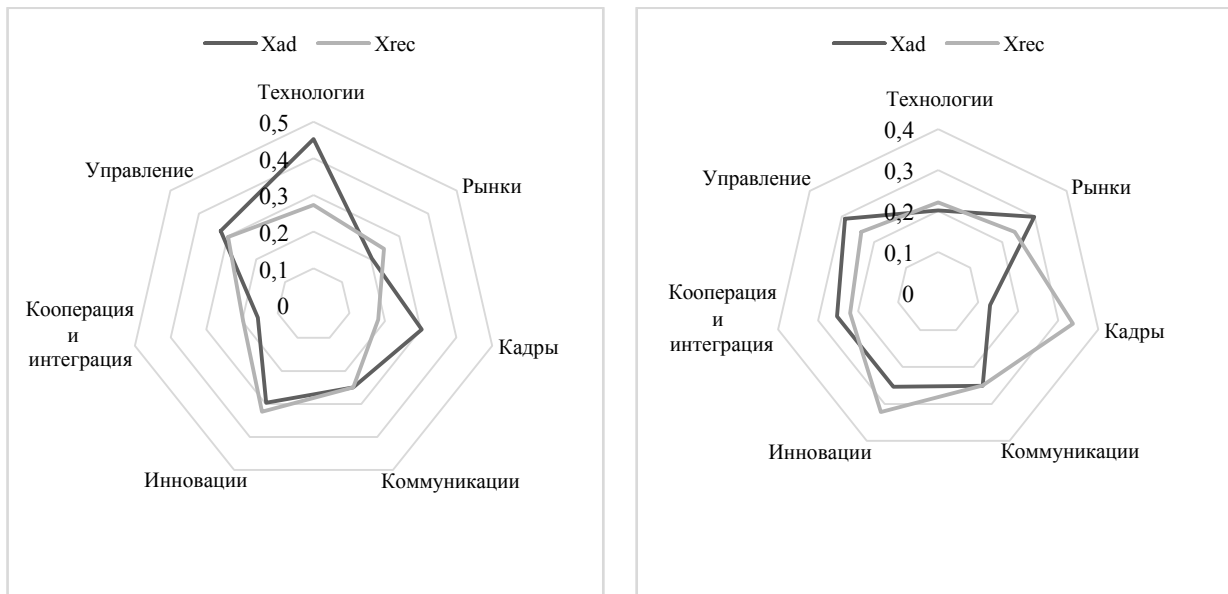 Xad Xrec
Технологии
0,5
0,4
0,3
0,2
0,1
0
Управление
Рынки
Кооперация
и
интеграция
Кадры
Инновации
Коммуникации
Xad Xrec
Технологии
0,4
0,3
0,2
0,1
0
Управление
Рынки
Кооперация
и
интеграция
Кадры
Инновации
Коммуникации